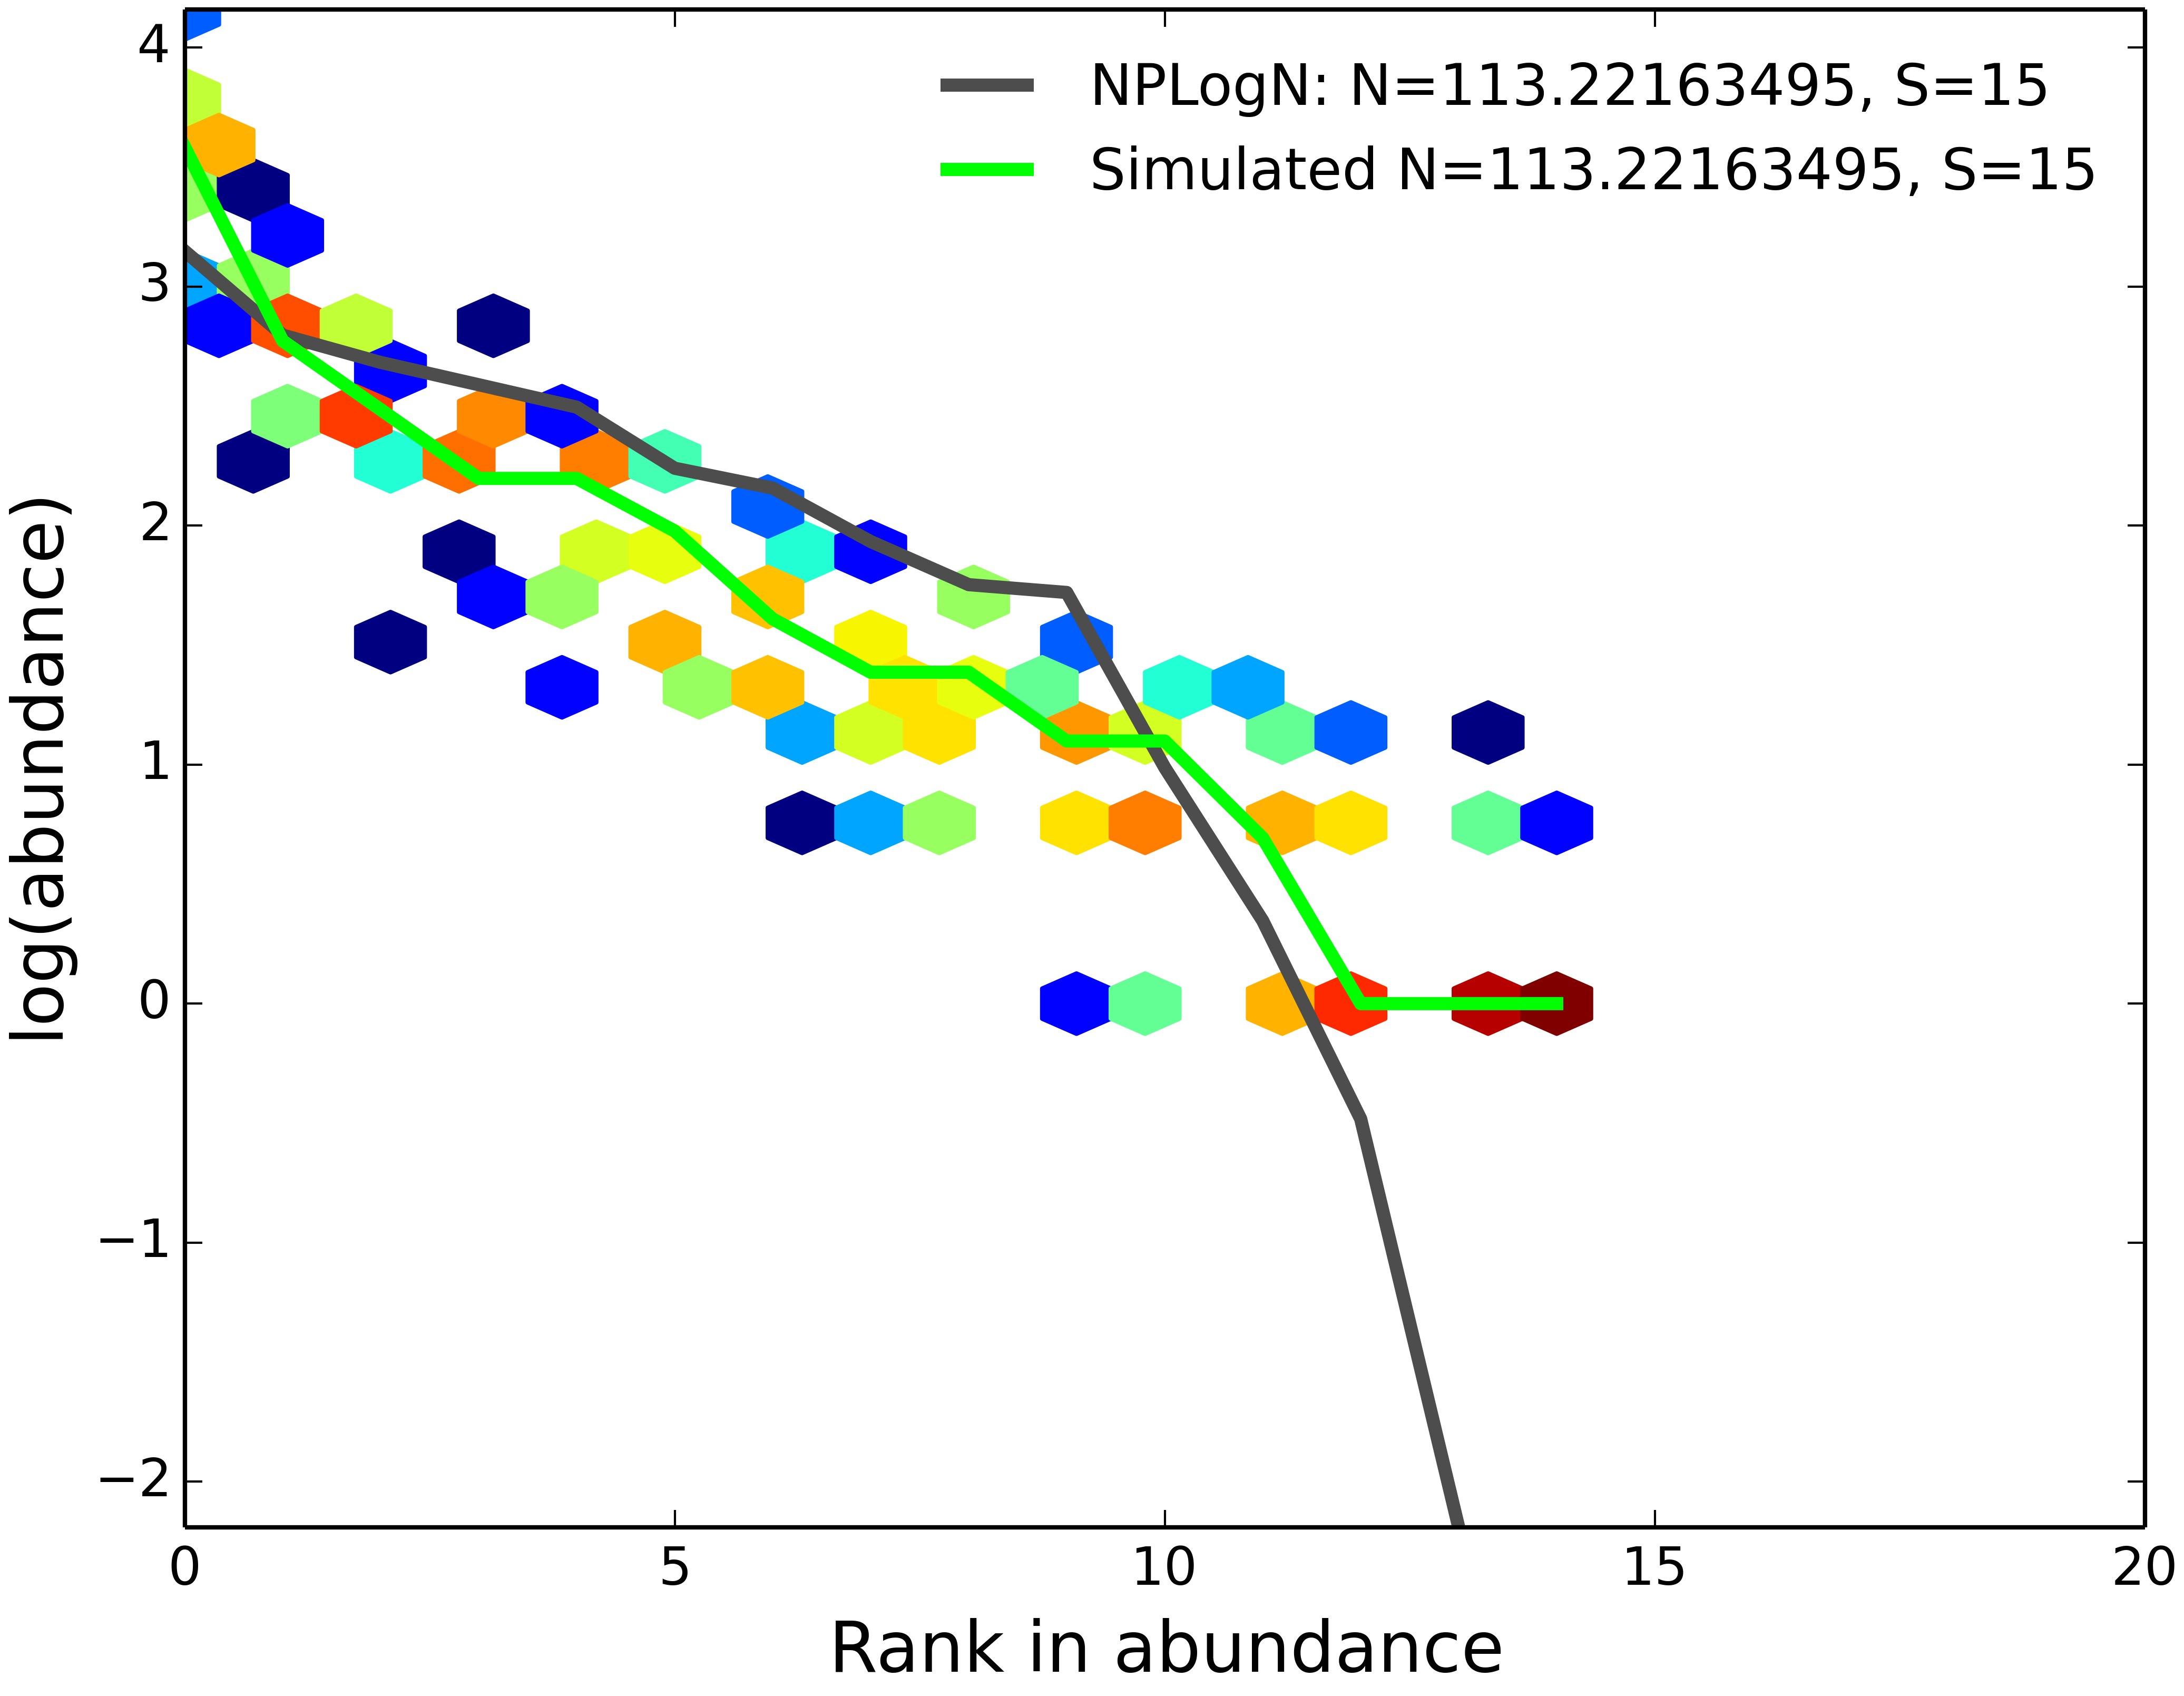 NPLogN: N=113.22163495, S=15
Simulated N=113.22163495, S=15
log(abundance)
4
3
2
1
0
−1
−2
0 5 10 15 20
Rank in abundance